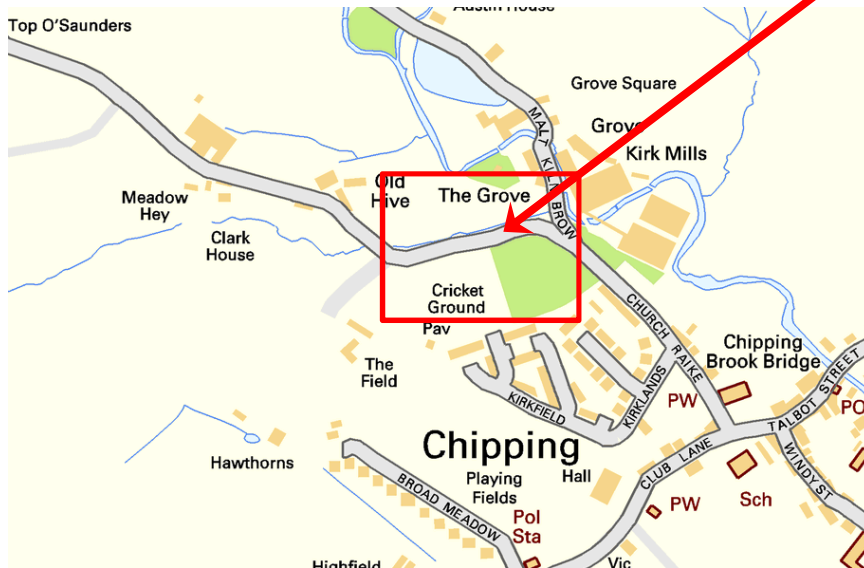 Austin House
Top O'Saunders
Grove Square
Grove
MALT KILN BROW
Kirk Mills
Old
Hive
The Grove
Meadow
Hey
Clark
House
Cricket
Ground
Pav
CHURCH RAIKE
Chipping
Brook Bridge
The
Field
TALBOT STREET
PW
PO
KIRKFIELD
KIRKLANDS
Chipping
CLUB LANE
WINDY ST
Hawthorns
Playing
Fields
Hall
BROAD MEADOW
Pol
Sta
PW
Sch
Highfield
Vic